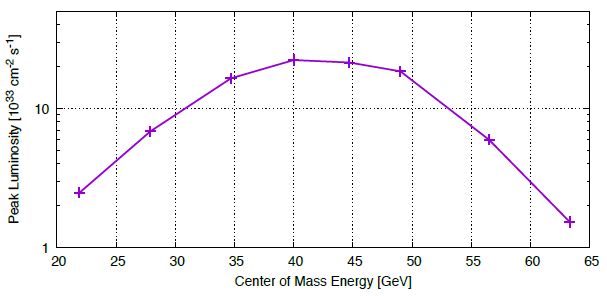 Peak Luminosity [10³³ cm⁻² s⁻¹]
10
1
20 25 30 35 40 45 50 55 60 65
Center of Mass Energy [GeV]